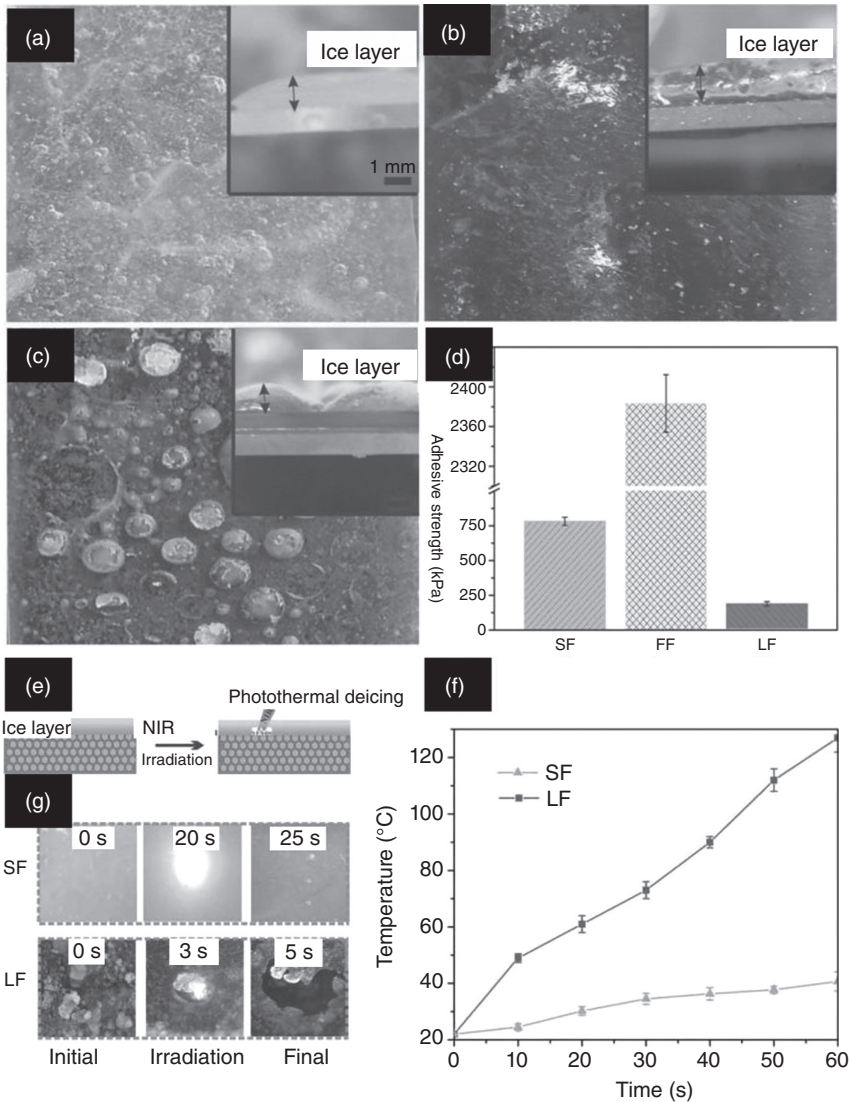 (a)
Ice layer
1 mm
(b)
Ice layer
(c)
Ice layer
(d)
Adhesive strength (kPa)
2400
2360
2320
750
500
250
0
SF FF LF
(e)
Ice layer
NIR
Irradiation
Photothermal deicing
(f)
Temperature (°C)
120
100
80
60
40
20
SF
LF
0 10 20 30 40 50 60
Time (s)
(g)
SF
0 s 20 s 25 s
LF
0 s 3 s 5 s
Initial Irradiation Final